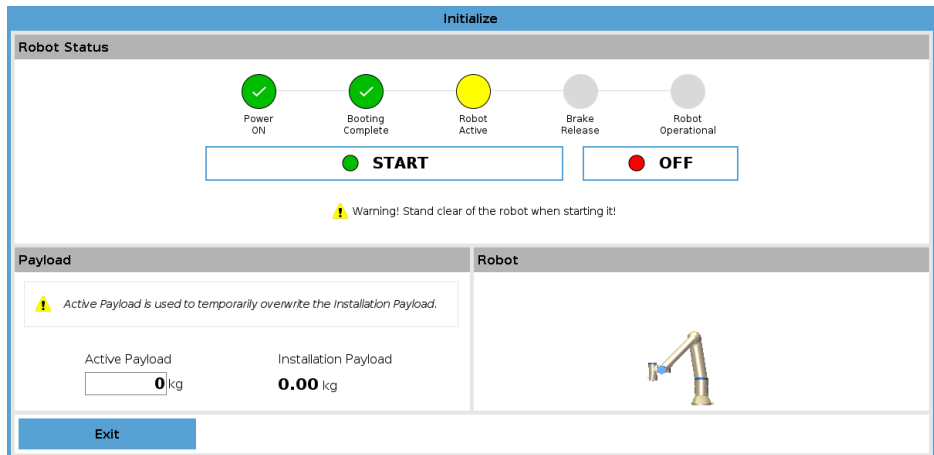 Initialize
Robot Status
Power
ON
Booting
Complete
Robot
Active
Brake
Release
Robot
Operational
START
OFF
Warning! Stand clear of the robot when starting it!
Payload
Robot
Active Payload is used to temporarily overwrite the Installation Payload.
Active Payload
Installation Payload
0 kg
0.00 kg
Exit